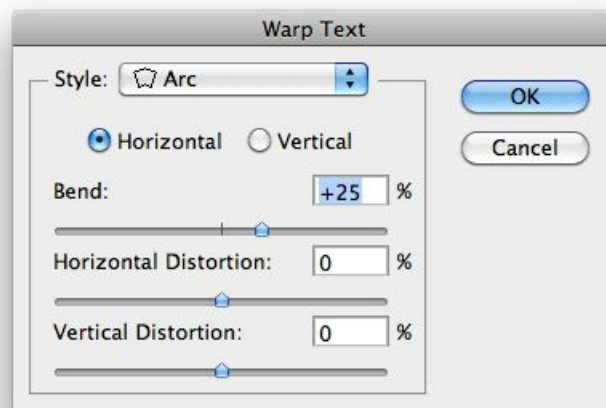 Warp Text
Style: Arc
OK
Horizontal Vertical
Cancel
Bend: +25 %
Horizontal Distortion: 0 %
Vertical Distortion: 0 %